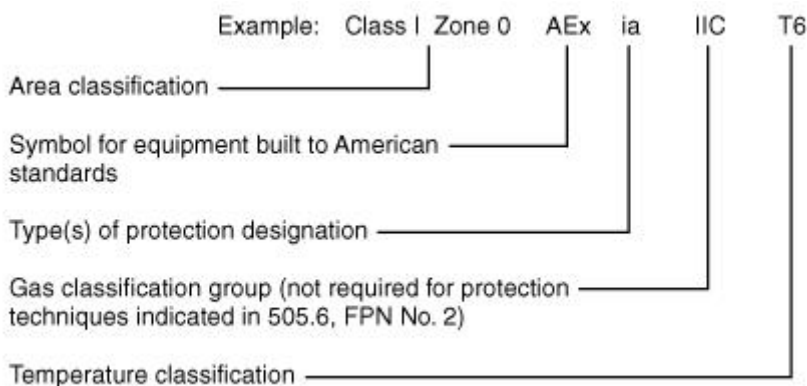 Example: Class I Zone 0 AEx ia IIC T6
Area classification
Symbol for equipment built to American
standards
Type(s) of protection designation
Gas classification group (not required for protection
techniques indicated in 505.6, FPN No. 2)
Temperature classification